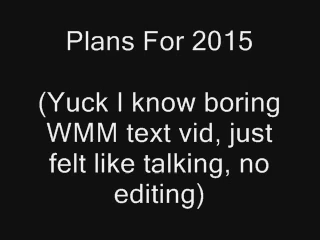 Plans For 2015
(Yuck I know boring
WMM text vid, just
felt like talking, no
editing)